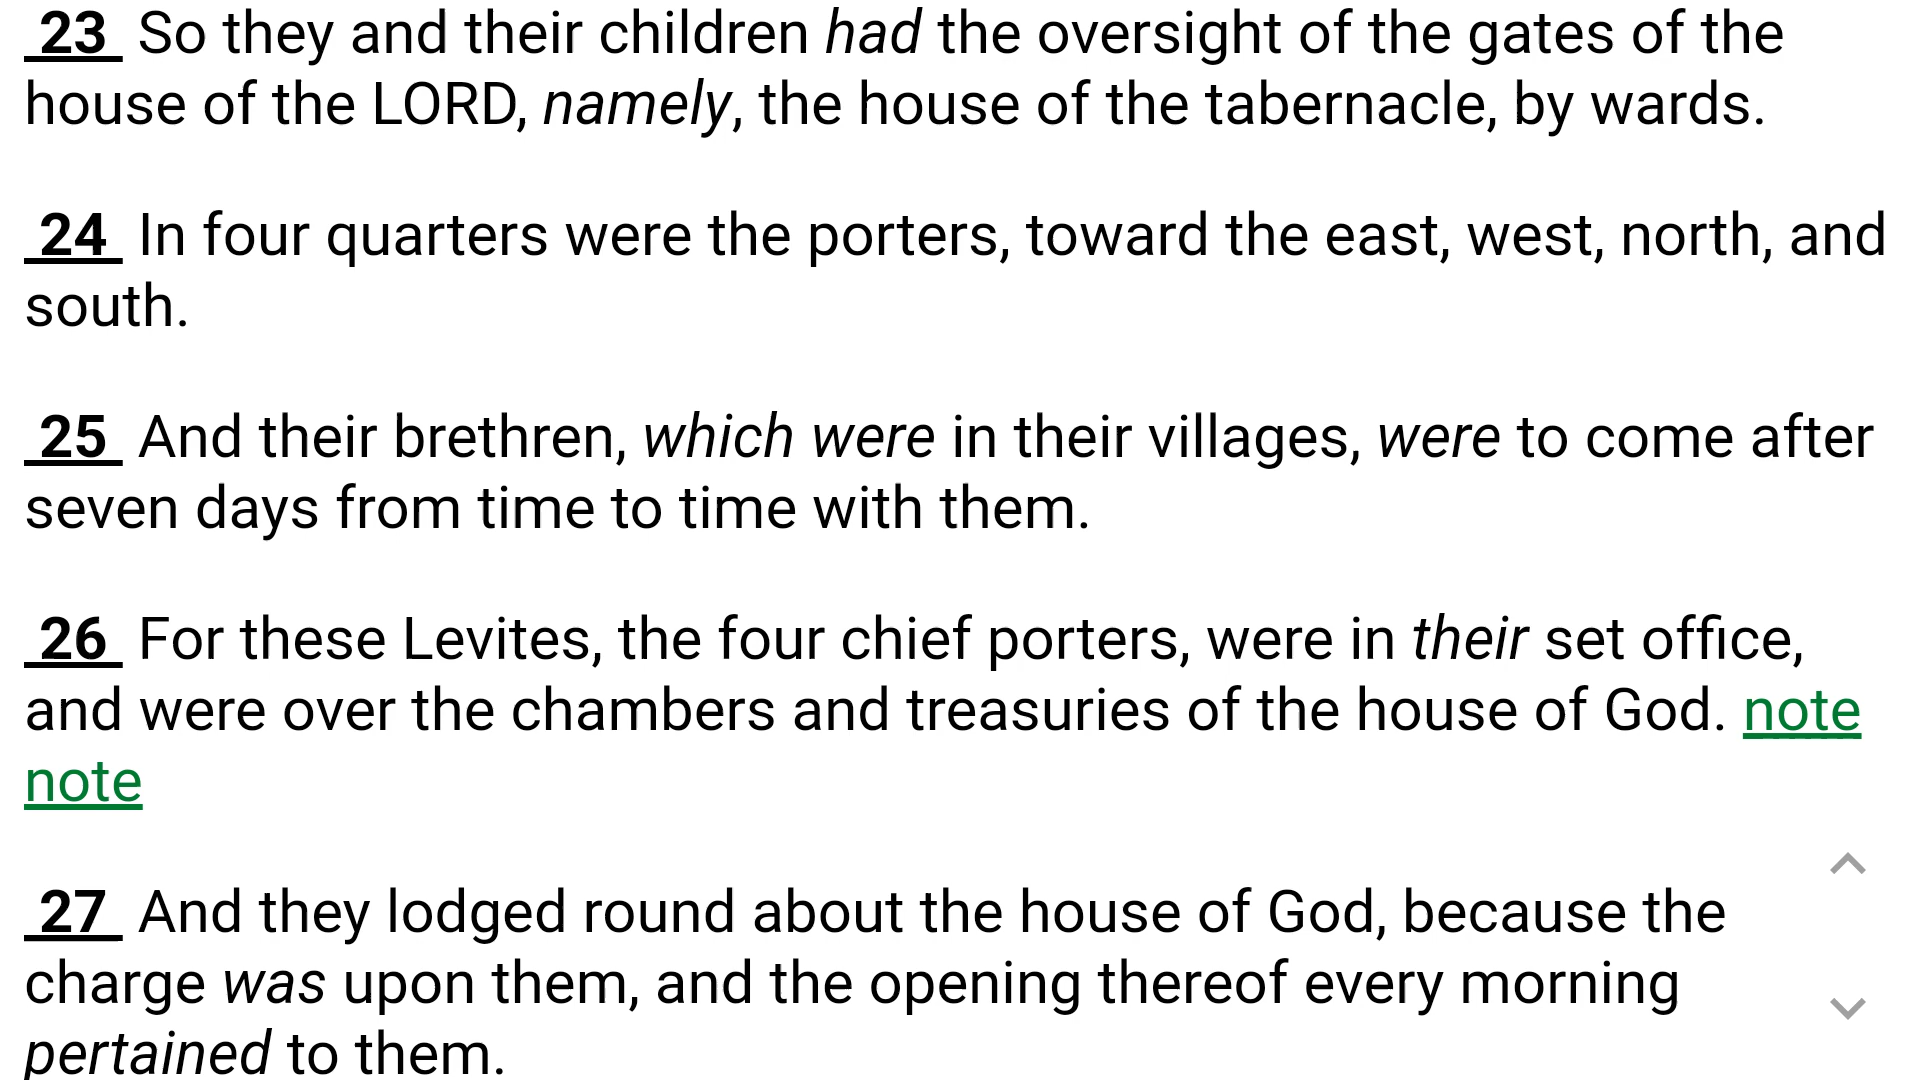 23 So they and their children had the oversight of the gates of the
house of the LORD, namely, the house of the tabernacle, by wards.
24 In four quarters were the porters, toward the east, west, north, and
south.
25 And their brethren, which were in their villages, were to come after
seven days from time to time with them.
26 For these Levites, the four chief porters, were in their set office,
and were over the chambers and treasuries of the house of God. note
note
27 And they lodged round about the house of God, because the
charge was upon them, and the opening thereof every morning
pertained to them.